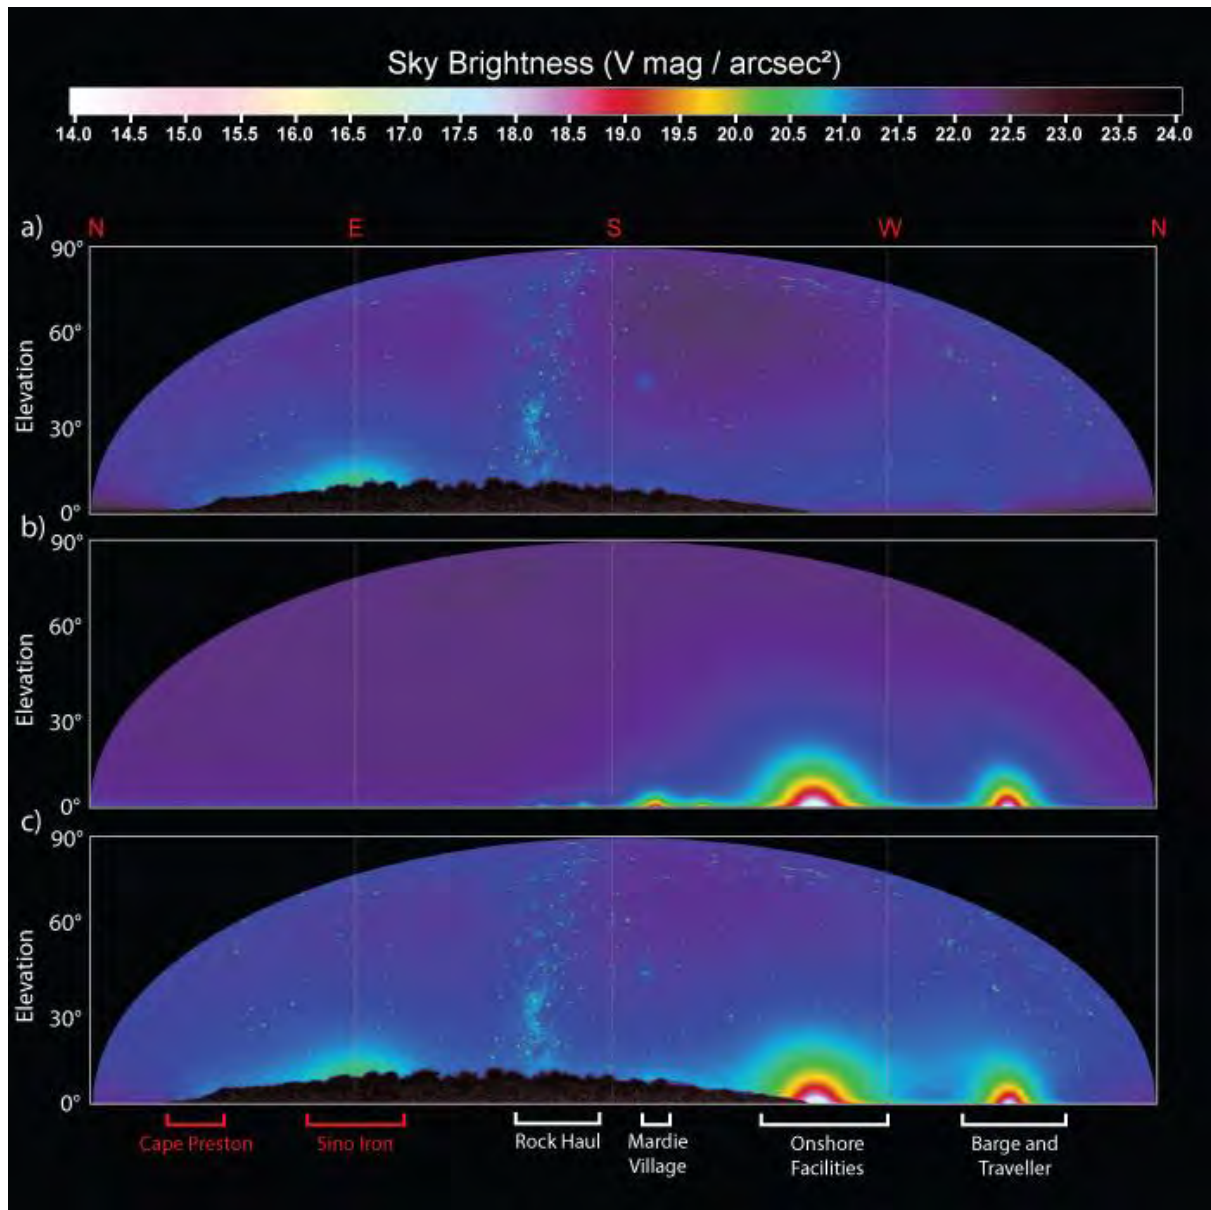 Sky Brightness (V mag / arcsec²)
14.0 14.5 15.0 15.5 16.0 16.5 17.0 17.5 18.0 18.5 19.0 19.5 20.0 20.5 21.0 21.5 22.0 22.5 23.0 23.5 24.0
a) N E S W N
90°
60°
30°
0°
Elevation
b)
90°
60°
30°
0°
Elevation
c)
90°
60°
30°
0°
Elevation
Cape Preston Sino Iron Rock Haul Mardie Onshore Barge and
Village Facilities Traveller